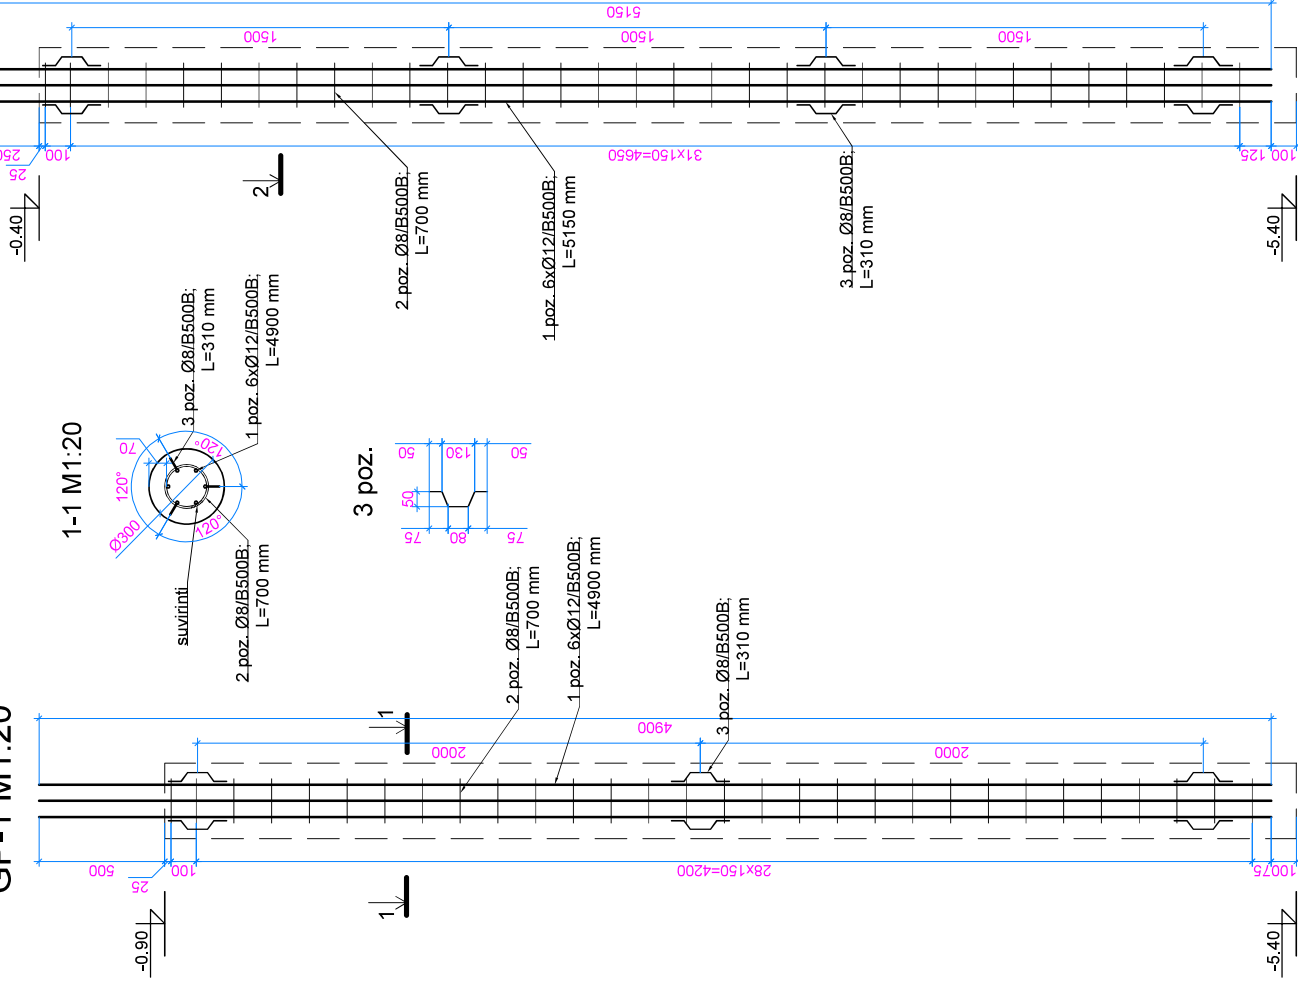 5150
1500
1500
1500
250
25
100
31x150=4650
125
100
-0.40
2
2 poz. Ø8/B500B;
L=700 mm
1 poz. 6xØ12/B500B;
L=5150 mm
3 poz. Ø8/B500B;
L=310 mm
-5.40
1-1 M1:20
3 poz. Ø8/B500B;
L=310 mm
1 poz. 6xØ12/B500B;
L=4900 mm
70
120°
120°
120°
Ø300
suvirinti
2 poz. Ø8/B500B;
L=700 mm
3 poz.
50
130
50
50
75
80
75
M1:20
1
4900
2000
2000
2 poz. Ø8/B500B;
L=700 mm
1 poz. 6xØ12/B500B;
L=4900 mm
3 poz. Ø8/B500B;
L=310 mm
500
25
100
28x150=4200
100
75
1
-0.90
-5.40